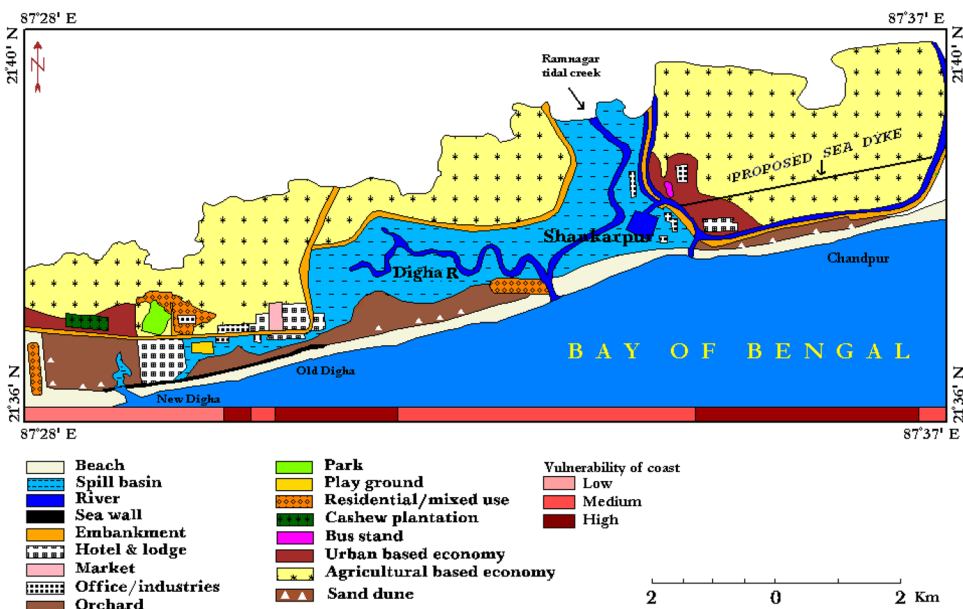 87°28' E
87°37' E
21°40' N
21°40' N
N
Ramnagar
tidal creek
PROPOSED SEA DYKE
Shankarpur
Digha R
Chandpur
BAY OF BENGAL
Old Digha
New Digha
21°36' N
21°36' N
87°28' E
87°37' E
Beach
Spill basin
River
Sea wall
Embankment
Hotel & lodge
Market
Office/industries
Orchard
Park
Play ground
Residential/mixed use
Cashew plantation
Bus stand
Urban based economy
Agricultural based economy
Sand dune
Vulnerability of coast
Low
Medium
High
2 0 2 Km